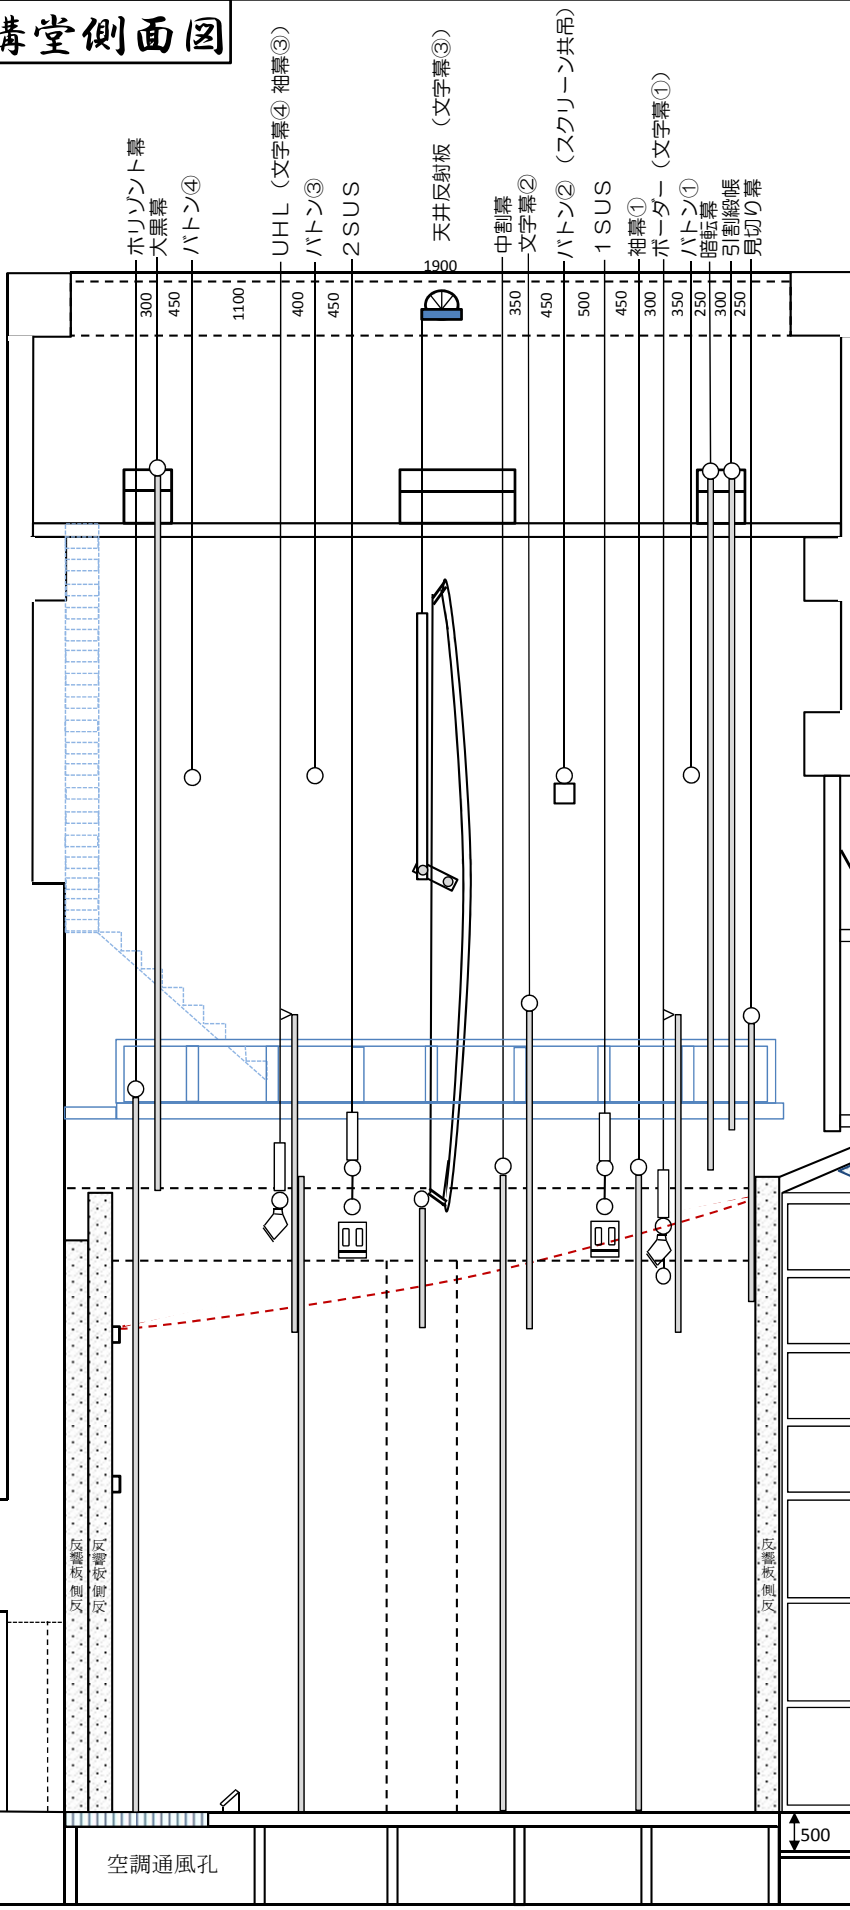 講堂側面図
ホリゾント幕
大黒幕
バトン④
UHL（文字幕④ 袖幕③）
バトン③
2SUS
天井反射板（文字幕③）
中割幕
文字幕②
バトン②（スクリーン共吊）
1SUS
袖幕①
ボーダー（文字幕①）
バトン①
暗転幕
引割緞帳
見切り幕
300
450
1100
400
450
1900
350
450
500
450
300
350
250
300
250
反響板 側反
反響板 側反
反響板 側反
空調通風孔
500